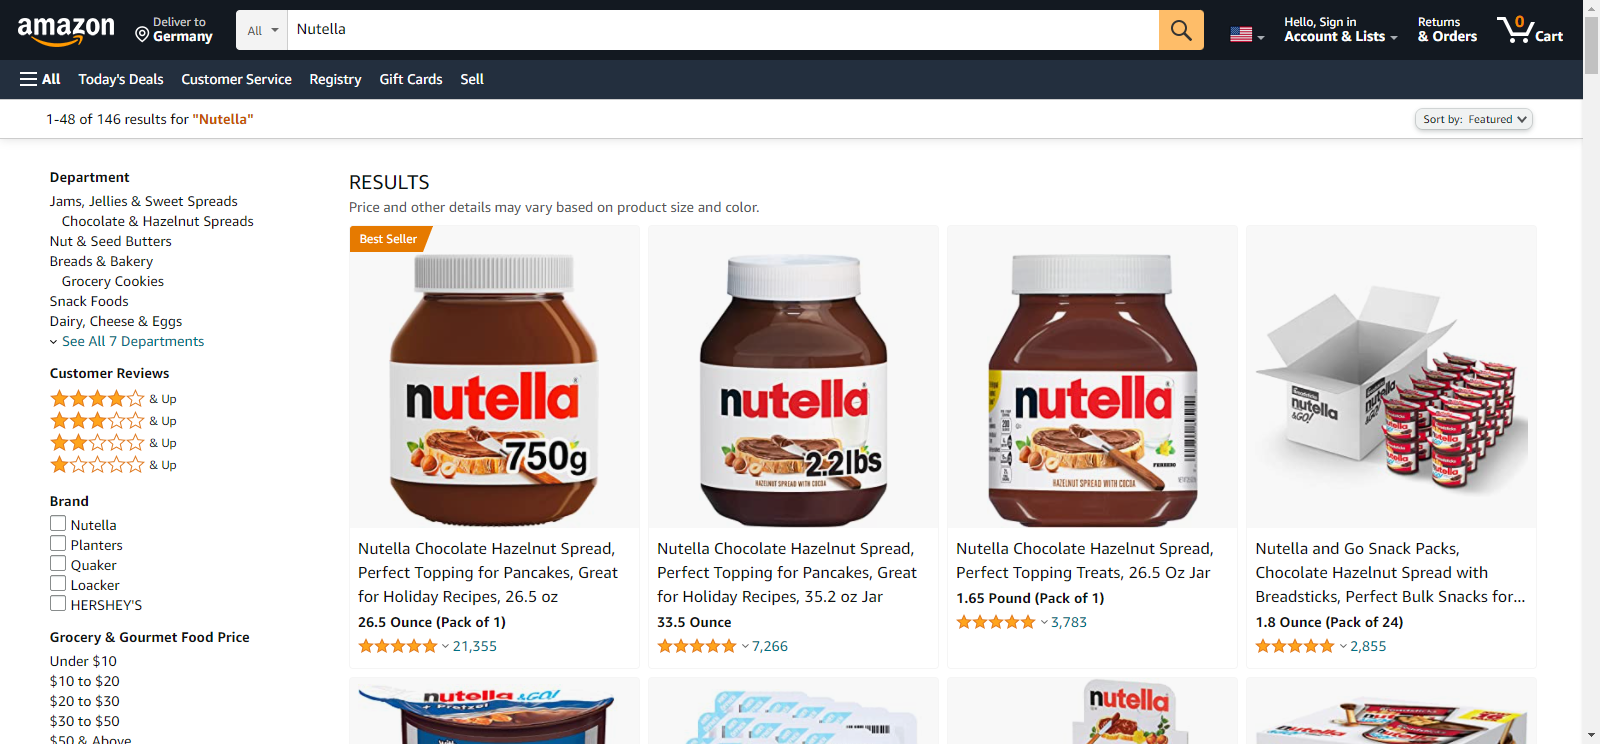 amazon
Deliver to
Germany
All
Nutella
Hello, Sign in
Account & Lists
Returns
& Orders
0
Cart
All
Today's Deals
Customer Service
Registry
Gift Cards
Sell
1-48 of 146 results for "Nutella"
Sort by: Featured
Department
Jams, Jellies & Sweet Spreads
Chocolate & Hazelnut Spreads
Nut & Seed Butters
Breads & Bakery
Grocery Cookies
Snack Foods
Dairy, Cheese & Eggs
See All 7 Departments
Customer Reviews
& Up
& Up
& Up
& Up
Brand
Nutella
Planters
Quaker
Loacker
HERSHEY'S
Grocery & Gourmet Food Price
Under $10
$10 to $20
$20 to $30
$30 to $50
$50 & Above
RESULTS
Price and other details may vary based on product size and color.
Best Seller
nutella
750g
Nutella Chocolate Hazelnut Spread,
Perfect Topping for Pancakes, Great
for Holiday Recipes, 26.5 oz
26.5 Ounce (Pack of 1)
21,355
nutella
2.2lbs
HAZELNUT SPREAD WITH COCOA
Nutella Chocolate Hazelnut Spread,
Perfect Topping for Pancakes, Great
for Holiday Recipes, 35.2 oz Jar
33.5 Ounce
7,266
nutella
FERRERO
HAZELNUT SPREAD WITH COCOA
Nutella Chocolate Hazelnut Spread,
Perfect Topping Treats, 26.5 Oz Jar
1.65 Pound (Pack of 1)
3,783
nutella
&GO!
nutella
Nutella and Go Snack Packs,
Chocolate Hazelnut Spread with
Breadsticks, Perfect Bulk Snacks for...
1.8 Ounce (Pack of 24)
2,855
nutella &GO!
+ Pretzel
nutella